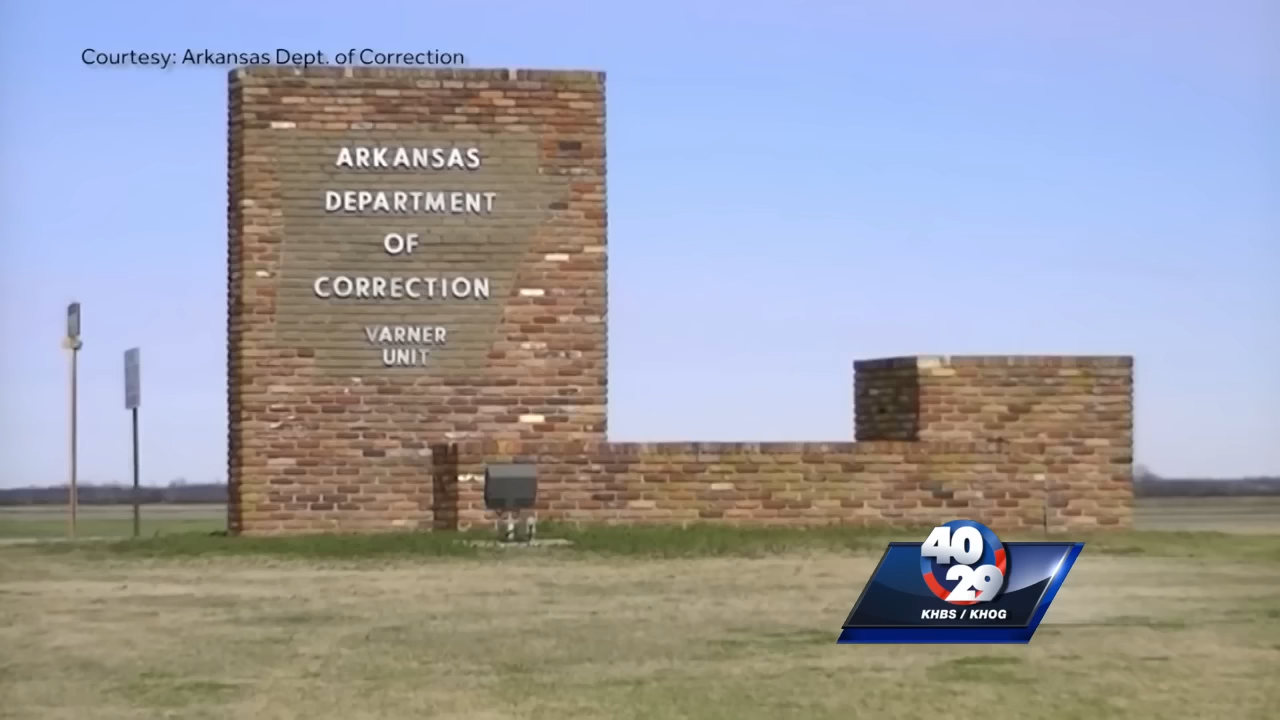 Courtesy: Arkansas Dept. of Correction
ARKANSAS
DEPARTMENT
OF
CORRECTION
VARNER
UNIT
40
29
KHBS / KHOG